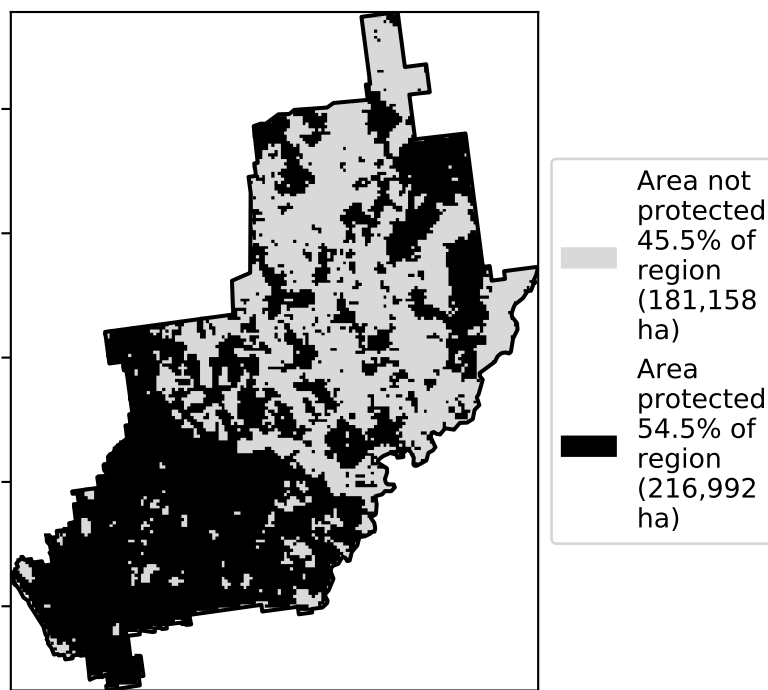 Area not
protected
45.5% of
region
(181,158
ha)
Area
protected
54.5% of
region
(216,992
ha)